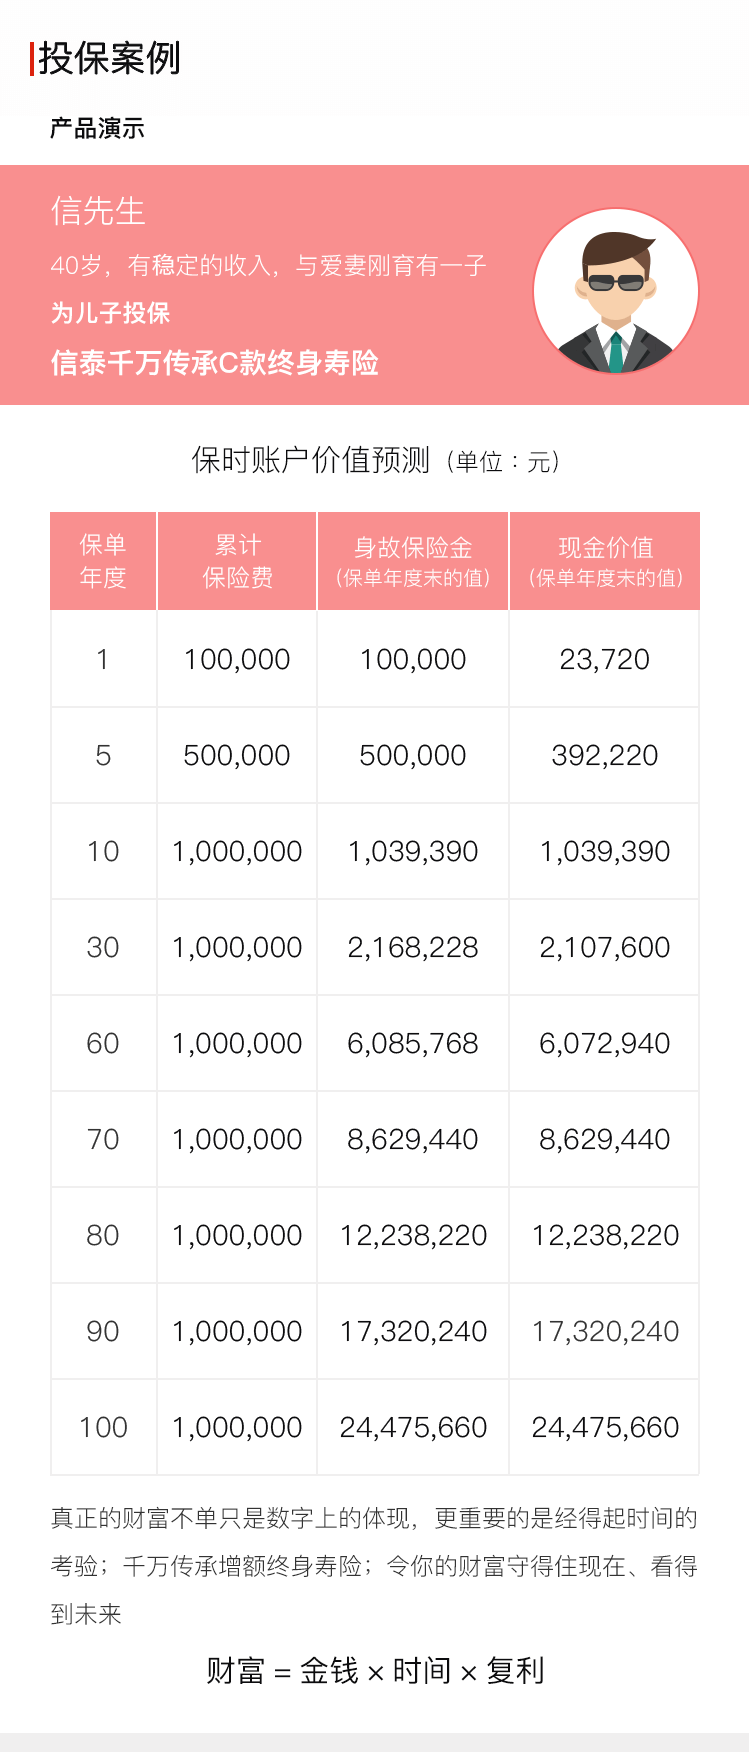 投保案例
产品演示
信先生
40岁，有稳定的收入，与爱妻刚育有一子
为儿子投保
信泰千万传承C款终身寿险
保时账户价值预测（单位：元）
保单年度 累计保险费 身故保险金（保单年度末的值） 现金价值（保单年度末的值）
1 100,000 100,000 23,720
5 500,000 500,000 392,220
10 1,000,000 1,039,390 1,039,390
30 1,000,000 2,168,228 2,107,600
60 1,000,000 6,085,768 6,072,940
70 1,000,000 8,629,440 8,629,440
80 1,000,000 12,238,220 12,238,220
90 1,000,000 17,320,240 17,320,240
100 1,000,000 24,475,660 24,475,660
真正的财富不单只是数字上的体现，更重要的是经得起时间的
考验；千万传承增额终身寿险；令你的财富守得住现在、看得
到未来
财富 = 金钱 × 时间 × 复利